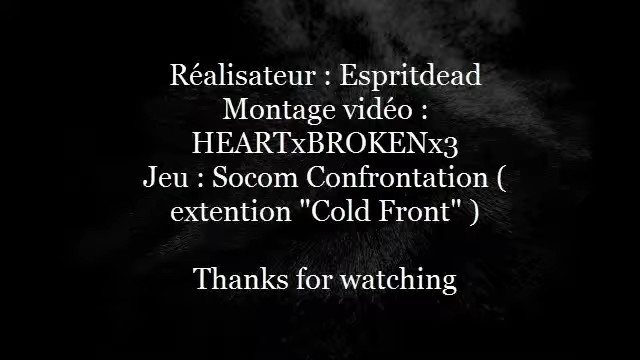 Réalisateur : Espritdead
Montage vidéo :
HEARTxBROKENx3
Jeu : Socom Confrontation (
extention "Cold Front" )
Thanks for watching